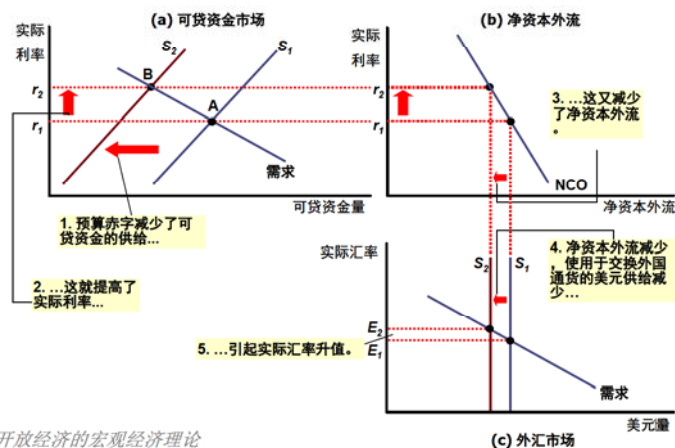 (a) 可贷资金市场
实际
利率
S₂
S₁
B
A
r₂
r₁
需求
可贷资金量
1. 预算赤字减少了可
贷资金的供给...
2. ...这就提高了
实际利率...
(b) 净资本外流
实际
利率
r₂
r₁
3. ...这又减少
了净资本外流
。
NCO
净资本外流
实际汇率
S₂
S₁
4. 净资本外流减少
，使用于交换外国
通货的美元供给减
少...
E₂
E₁
5. ...引起实际汇率升值。
需求
美元量
(c) 外汇市场
开放经济的宏观经济理论